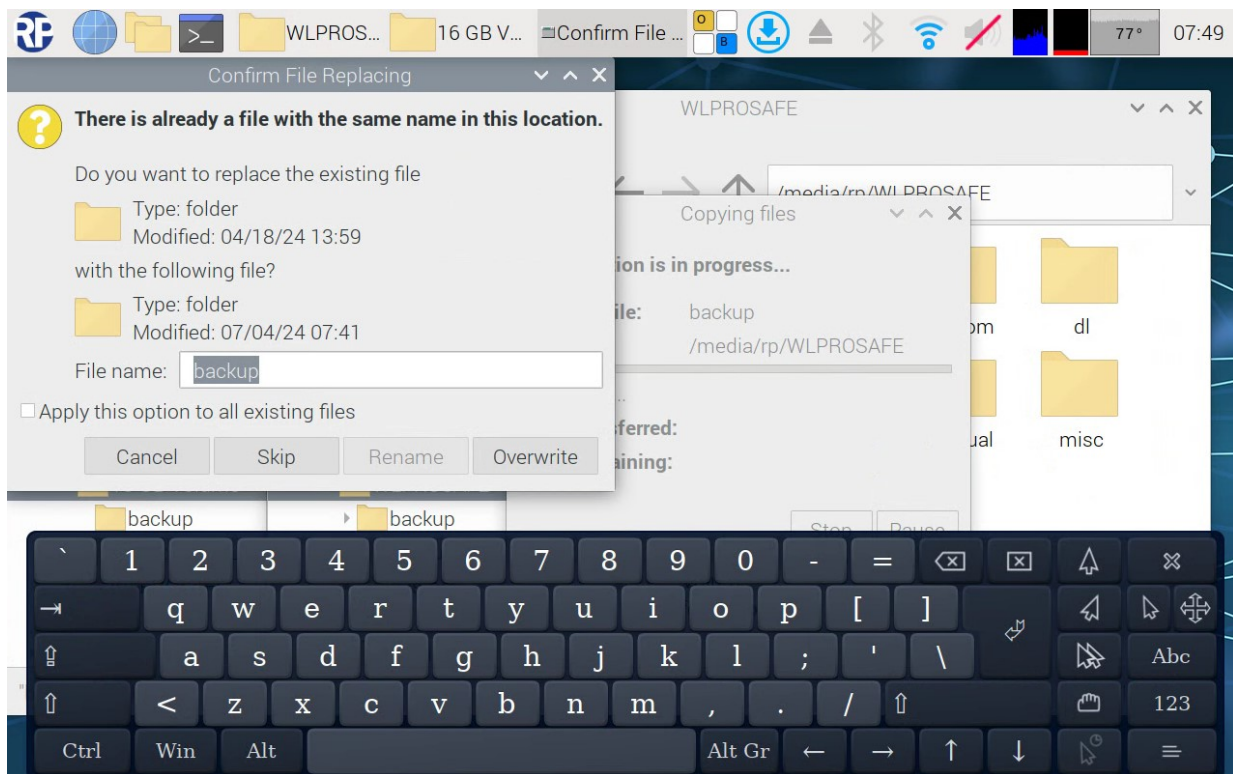 WLPROS... 16 GB V... Confirm File ... O B 77° 07:49
Confirm File Replacing
There is already a file with the same name in this location.
Do you want to replace the existing file
Type: folder
Modified: 04/18/24 13:59
with the following file?
Type: folder
Modified: 07/04/24 07:41
File name: backup
Apply this option to all existing files
Cancel Skip Rename Overwrite
WLPROSAFE
/media/rp/WLPROSAFE
Copying files
ion is in progress...
ile: backup
/media/rp/WLPROSAFE
sferred:
aining:
Stop Pause
om dl
ual misc
backup backup
` 1 2 3 4 5 6 7 8 9 0 - =
q w e r t y u i o p [ ]
a s d f g h j k l ; ' \ Abc
< z x c v b n m , . / 123
Ctrl Win Alt Alt Gr ← → ↑ ↓